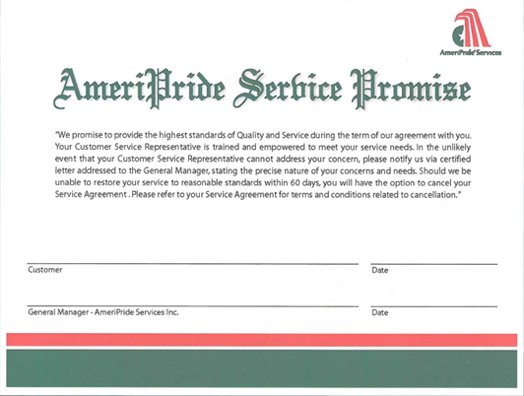 AmeriPride Services
AmeriPride Service Promise
"We promise to provide the highest standards of Quality and Service during the term of our agreement with you.
Your Customer Service Representative is trained and empowered to meet your service needs. In the unlikely
event that your Customer Service Representative cannot address your concern, please notify us via certified
letter addressed to the General Manager, stating the precise nature of your concerns and needs. Should we be
unable to restore your service to reasonable standards within 60 days, you will have the option to cancel your
Service Agreement . Please refer to your Service Agreement for terms and conditions related to cancellation."
Customer Date
General Manager - AmeriPride Services Inc. Date